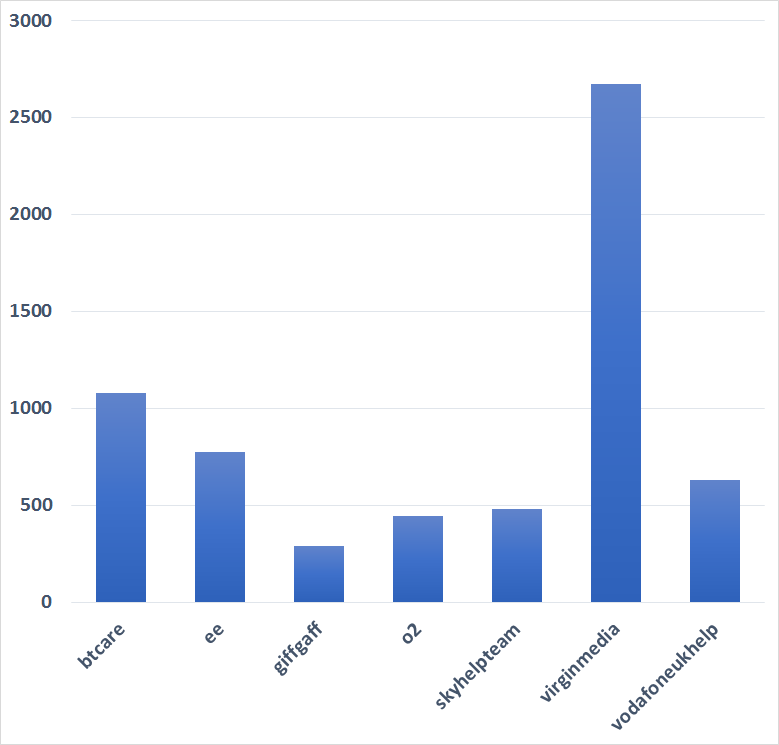 3000
2500
2000
1500
1000
500
0
btcare
ee
giffgaff
o2
skyhelpteam
virginmedia
vodafoneukhelp